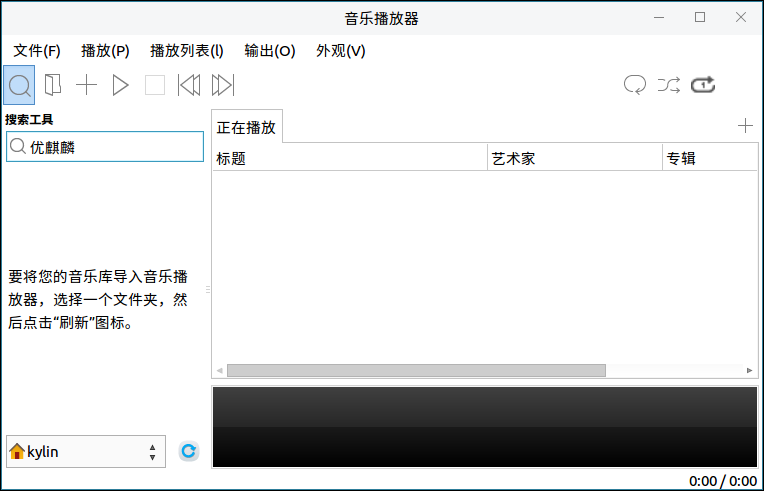 音乐播放器
文件(F) 播放(P) 播放列表(l) 输出(O) 外观(V)
1
搜索工具
优麒麟
要将您的音乐库导入音乐播
放器，选择一个文件夹，然
后点击“刷新”图标。
kylin
正在播放
标题 艺术家 专辑
0:00 / 0:00